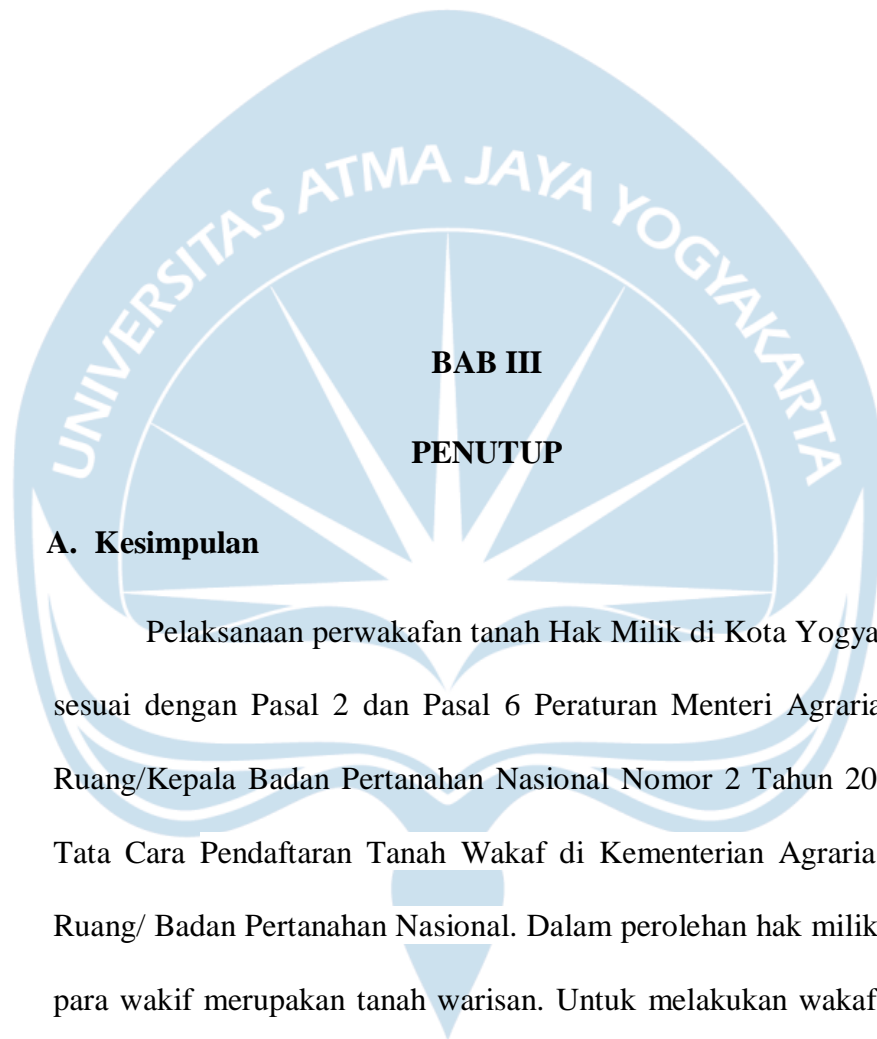 UNIVERSITAS ATMA JAYA YOGYAKARTA
BAB III
PENUTUP
A. Kesimpulan
Pelaksanaan perwakafan tanah Hak Milik di Kota Yogya
sesuai dengan Pasal 2 dan Pasal 6 Peraturan Menteri Agraria
Ruang/Kepala Badan Pertanahan Nasional Nomor 2 Tahun 20
Tata Cara Pendaftaran Tanah Wakaf di Kementerian Agraria
Ruang/ Badan Pertanahan Nasional. Dalam perolehan hak milik
para wakif merupakan tanah warisan. Untuk melakukan wakaf